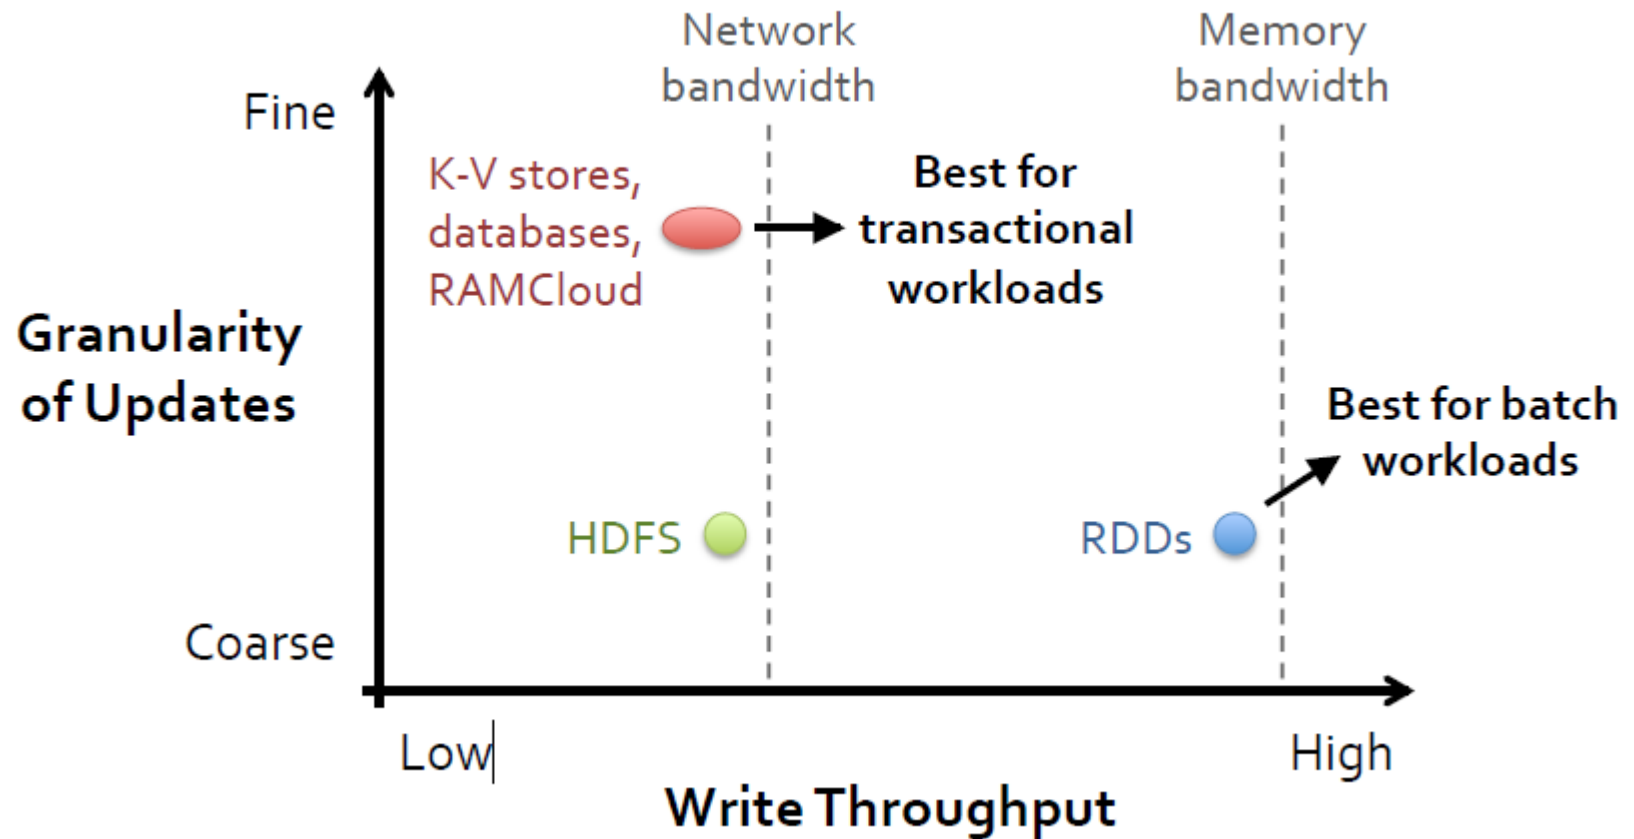 Network
bandwidth
Memory
bandwidth
Fine
K-V stores,
databases,
RAMCloud
Best for
transactional
workloads
Granularity
of Updates
Best for batch
workloads
HDFS
RDDs
Coarse
Low
High
Write Throughput